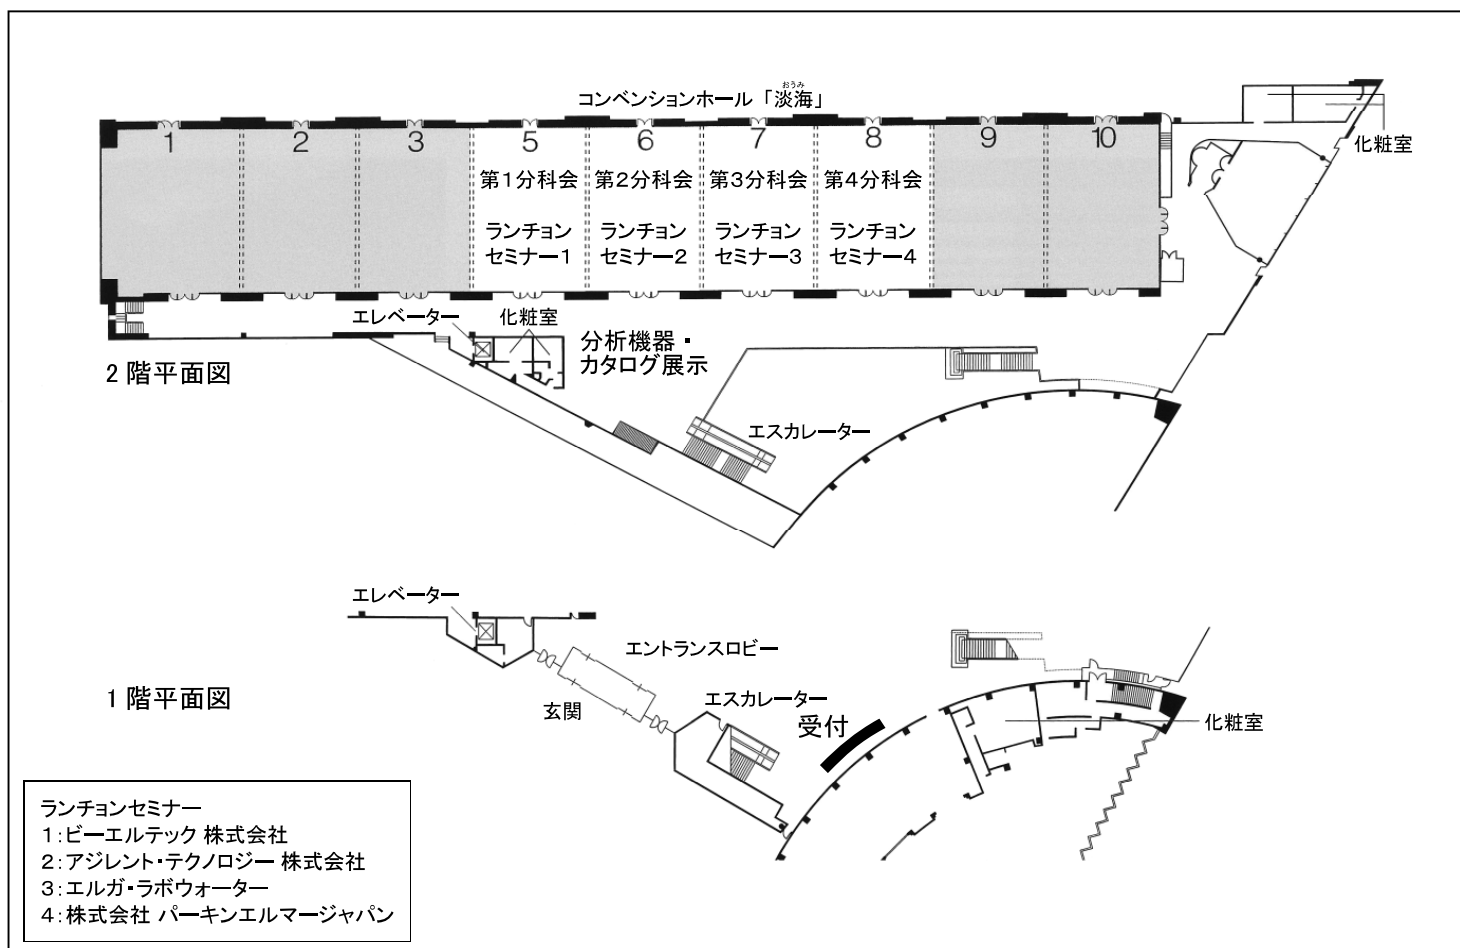 おうみ
コンベンションホール「淡海」
1 2 3 5 6 7 8 9 10
化粧室
第1分科会 第2分科会 第3分科会 第4分科会
ランチョン ランチョン ランチョン ランチョン
セミナー1 セミナー2 セミナー3 セミナー4
エレベーター 化粧室
分析機器・
カタログ展示
2階平面図
エスカレーター
エレベーター
エントランスロビー
1階平面図
玄関
エスカレーター
受付
化粧室
ランチョンセミナー
1:ビーエルテック 株式会社
2:アジレント・テクノロジー 株式会社
3:エルガ・ラボウォーター
4:株式会社 パーキンエルマージャパン